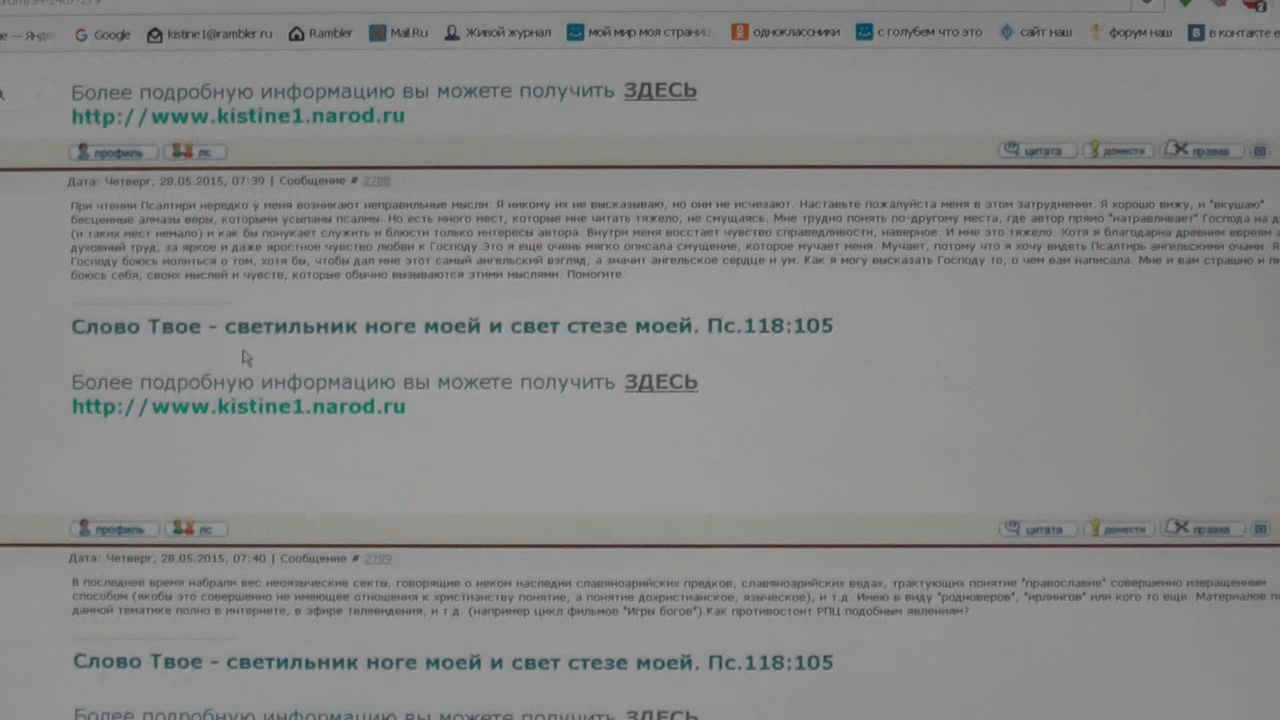 Google kistine1@rambler.ru Rambler Mail.Ru Живой журнал мой мир моя страниц одноклассники с голубем что это сайт наш форум наш в контакте е
Более подробную информацию вы можете получить ЗДЕСЬ
http://www.kistine1.narod.ru
профиль лс цитата донести правка
Дата: Четверг, 28.05.2015, 07:39 | Сообщение # 2788
При чтении Псалтири нередко у меня возникают неправильные мысли. Я никому их не высказываю, но они не исчезают. Наставьте пожалуйста меня в этом затруднении. Я хорошо вижу, и "вкушаю"
бесценные алмазы веры, которыми усыпаны псалмы. Но есть много мест, которые мне читать тяжело, не смущаясь. Мне трудно понять по-другому места, где автор прямо "натравливает" Господа на
(и таких мест немало) и как бы понукает служить и блюсти только интересы автора. Внутри меня восстает чувство справедливости, наверное. И мне это тяжело. Хотя я благодарна древним евреям
духовный труд, за яркое и даже яростное чувство любви к Господу.Это я еще очень мягко описала смущение, которое мучает меня. Мучает, потому что я хочу видеть Псалтирь ангельскими очами.
Господу боюсь молиться о том, хотя бы, чтобы дал мне этот самый ангельский взгляд, а значит ангельское сердце и ум. Как я могу высказать Господу то, о чем вам написала. Мне и вам страшно и
боюсь себя, своих мыслей и чувств, которые обычно вызываются этими мыслями. Помогите.
Слово Твое - светильник ноге моей и свет стезе моей. Пс.118:105
Более подробную информацию вы можете получить ЗДЕСЬ
http://www.kistine1.narod.ru
профиль лс цитата донести правка
Дата: Четверг, 28.05.2015, 07:40 | Сообщение # 2789
В последнее время набрали вес неоязыческие секты, говорящие о неком наследии славяноарийских предков, славяноарийских ведах, трактующих понятие "православие" совершенно извращенным
способом (якобы это совершенно не имеющее отношения к христианству понятие, а понятие дохристианское, языческое), и т.д. Имею в виду "родноверов", "ирлингов" или кого то еще. Материалов по
данной тематике полно в интернете, в эфире телевидения, и т.д. (например цикл фильмов "Игры богов").Как противостоит РПЦ подобным явлениям?
Слово Твое - светильник ноге моей и свет стезе моей. Пс.118:105
Более подробную информацию вы можете получить ЗДЕСЬ